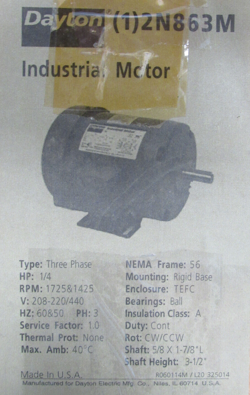 Dayton (1)2N863M
Industrial Motor
Type: Three Phase
HP: 1/4
RPM: 1725&1425
V: 208-220/440
HZ: 60&50 PH: 3
Service Factor: 1.0
Thermal Prot: None
Max. Amb: 40°C
NEMA Frame: 56
Mounting: Rigid Base
Enclosure: TEFC
Bearings: Ball
Insulation Class: A
Duty: Cont
Rot: CW/CCW
Shaft: 5/8 X 1-7/8"L
Shaft Height: 3-1/2"
Made In U.S.A.
Manufactured for Dayton Electric Mfg. Co., Niles, IL 60714 U.S.A.